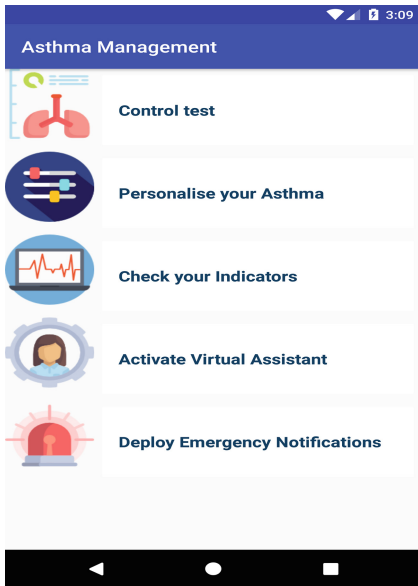 3:09
Asthma Management
Control test
Personalise your Asthma
Check your Indicators
Activate Virtual Assistant
Deploy Emergency Notifications